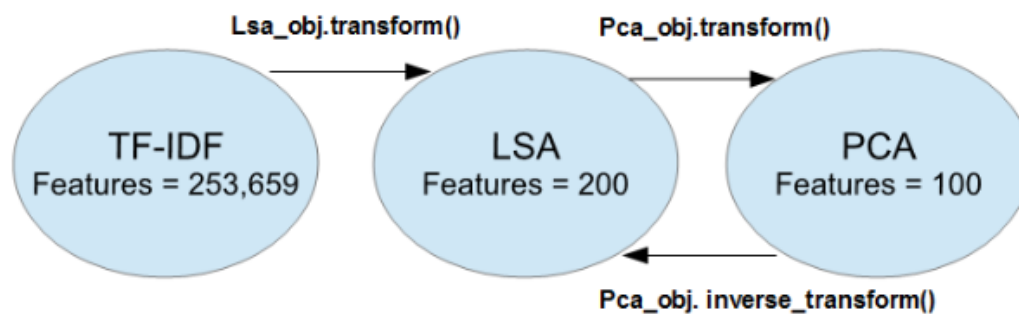 Lsa_obj.transform()
Pca_obj.transform()
TF-IDF
Features = 253,659
LSA
Features = 200
PCA
Features = 100
Pca_obj. inverse_transform()